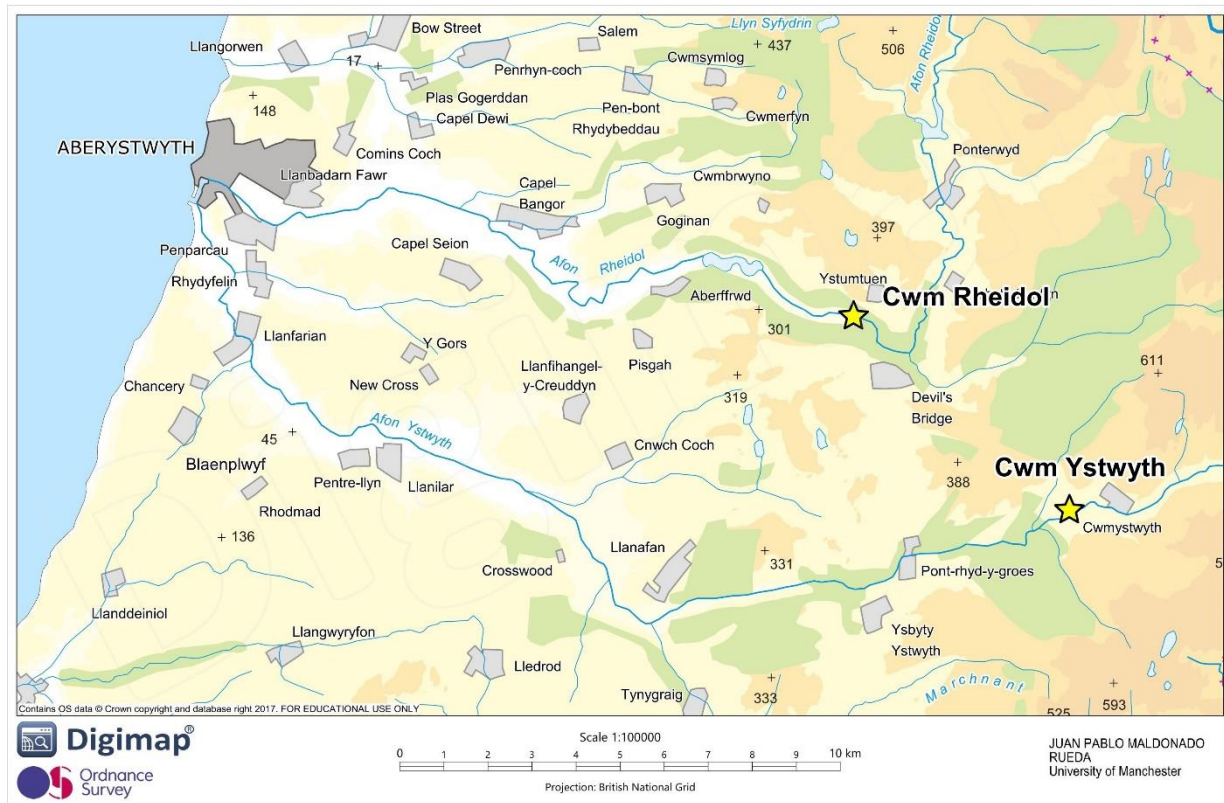 Bow Street
Llangorwen
Salem
Llyn Syfydrin
437
506
Afon Rheidol
17
Penrhyn-coch
Cwmsymlog
148
Plas Gogerddan
Pen-bont
Rhydybeddau
Capel Dewi
Cwmerfyn
ABERYSTWYTH
Comins Coch
Ponterwyd
Llanbadarn Fawr
Capel
Bangor
Cwmbrwyno
Goginan
397
Penparcau
Capel Seion
Afon Rheidol
Ystumtuen
Rhydyfelin
Aberffrwd
Cwm Rheidol
301
Llanfarian
Y Gors
Llanfihangel-
y-Creuddyn
Pisgah
611
Chancery
New Cross
319
Devil's
Bridge
Afon Ystwyth
45
Cnwch Coch
Blaenplwyf
Cwm Ystwyth
388
Pentre-llyn
Llanilar
Rhodmad
Cwmystwyth
136
Llanafan
331
Crosswood
Pont-rhyd-y-groes
Llanddeiniol
Ysbyty
Ystwyth
Llangwyryfon
Lledrod
Marchnant
333
593
Tynygraig
525
Contains OS data © Crown copyright and database right 2017. FOR EDUCATIONAL USE ONLY
Digimap®
Ordnance
Survey
Scale 1:100000
0 1 2 3 4 5 6 7 8 9 10 km
Projection: British National Grid
JUAN PABLO MALDONADO
RUEDA
University of Manchester